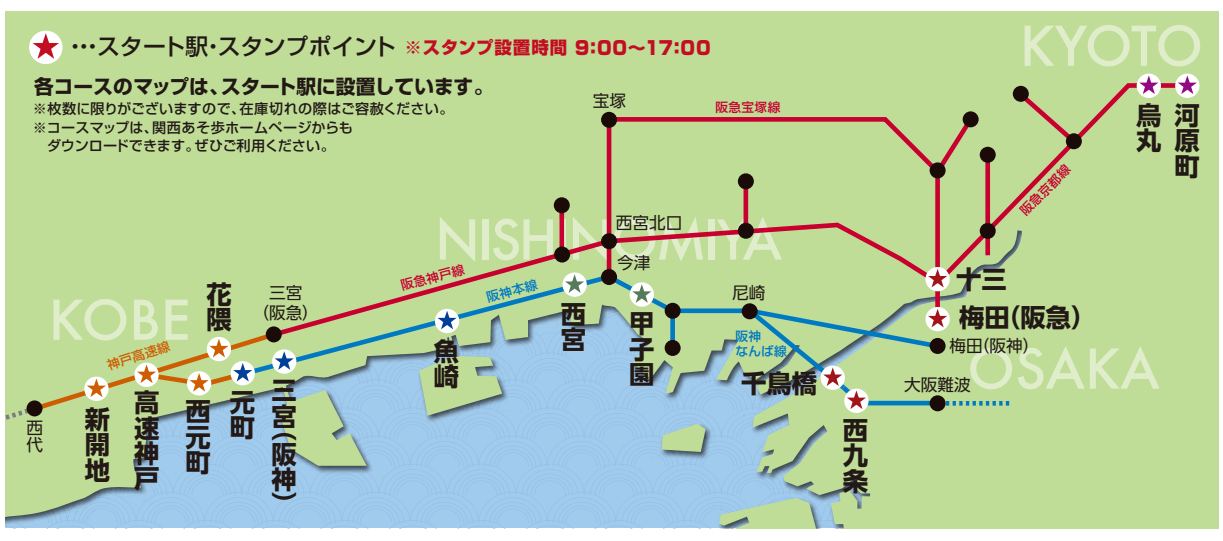 …スタート駅・スタンプポイント ※スタンプ設置時間 9:00〜17:00
各コースのマップは、スタート駅に設置しています。
※枚数に限りがございますので、在庫切れの際はご容赦ください。
※コースマップは、関西あそ歩ホームページからも
ダウンロードできます。ぜひご利用ください。
KYOTO
烏丸
河原町
宝塚
阪急宝塚線
阪急京都線
NISHINOMIYA
西宮北口
今津
阪急神戸線
阪神本線
十三
梅田(阪急)
梅田(阪神)
OSAKA
尼崎
阪神
なんば線
千鳥橋
大阪難波
西九条
甲子園
西宮
魚崎
KOBE
花隈
三宮
(阪急)
神戸高速線
三宮(阪神)
元町
西元町
高速神戸
新開地
西代